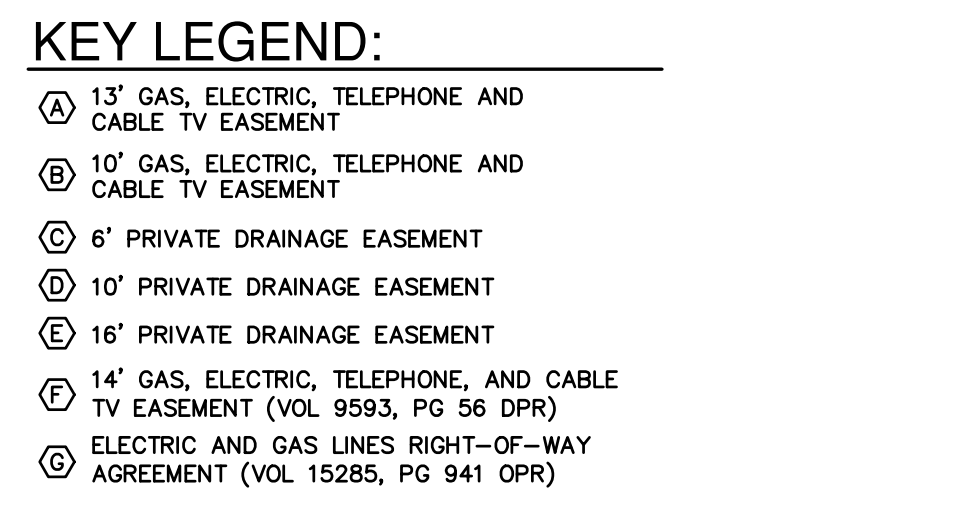 KEY LEGEND:
A 13' GAS, ELECTRIC, TELEPHONE AND
CABLE TV EASEMENT
B 10' GAS, ELECTRIC, TELEPHONE AND
CABLE TV EASEMENT
C 6' PRIVATE DRAINAGE EASEMENT
D 10' PRIVATE DRAINAGE EASEMENT
E 16' PRIVATE DRAINAGE EASEMENT
F 14' GAS, ELECTRIC, TELEPHONE, AND CABLE
TV EASEMENT (VOL 9593, PG 56 DPR)
G ELECTRIC AND GAS LINES RIGHT-OF-WAY
AGREEMENT (VOL 15285, PG 941 OPR)